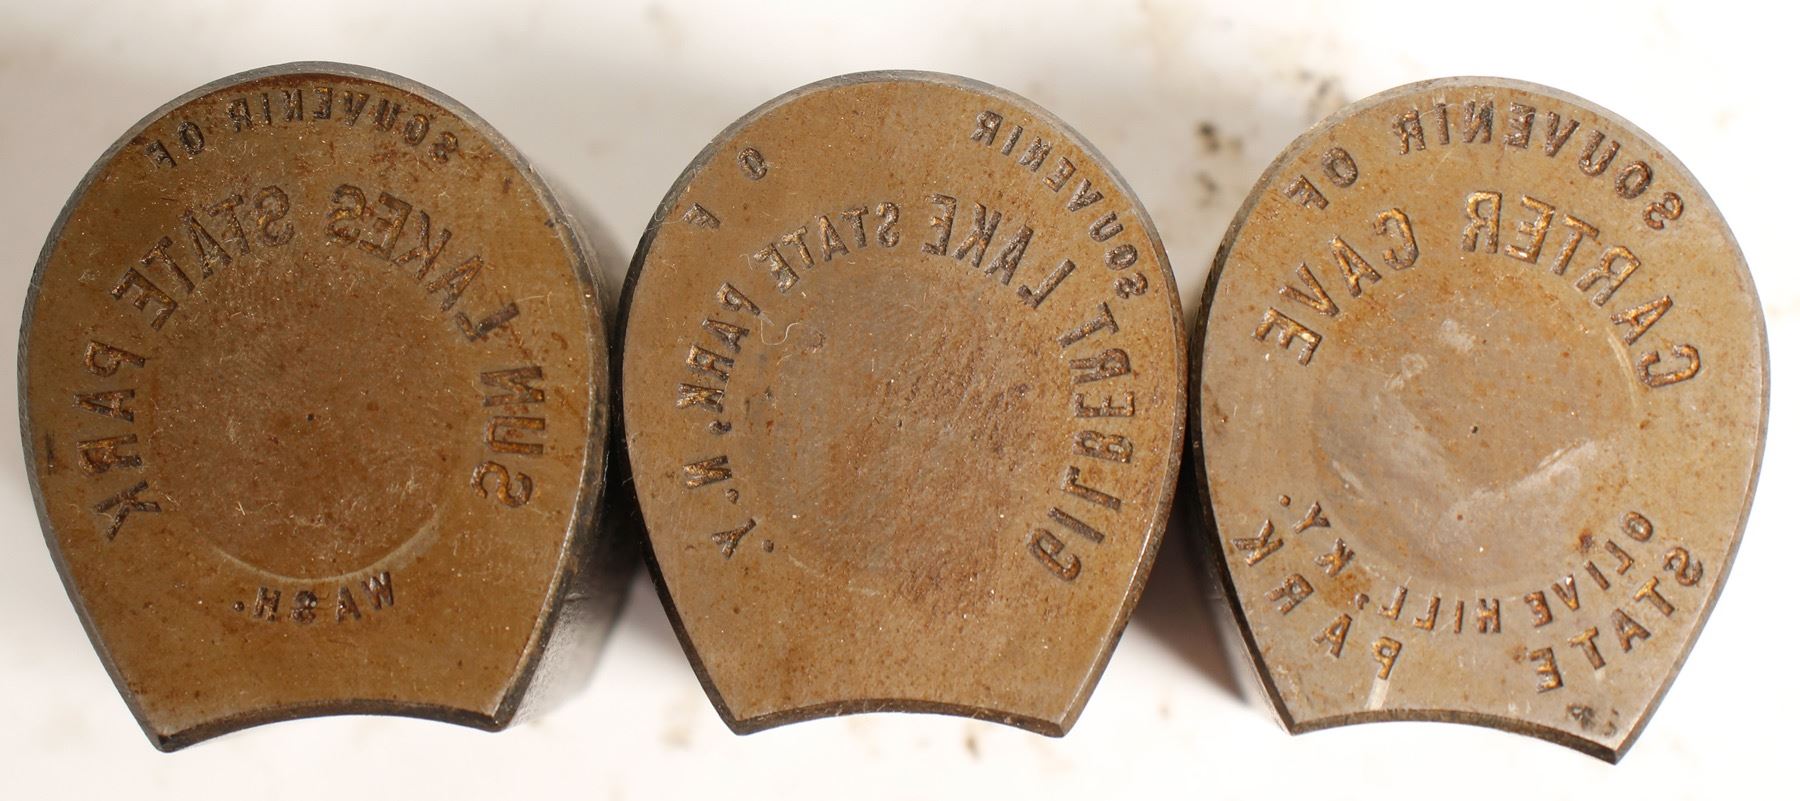 SOUVENIR OF
SUN LAKES STATE PARK
WASH.
SOUVENIR O F
GILBERT LAKE STATE PARK, N.Y.
SOUVENIR OF
CARTER CAVE
OLIVE HILL, KY.
STATE PARK